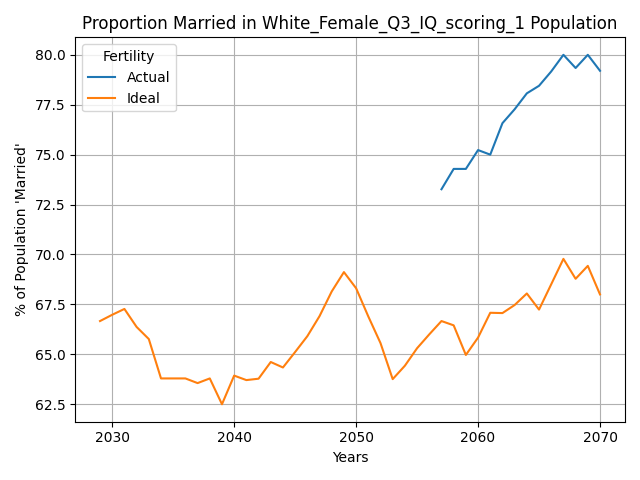 Proportion Married in White_Female_Q3_IQ_scoring_1 Population
Fertility
Actual
Ideal
% of Population 'Married'
80.0
77.5
75.0
72.5
70.0
67.5
65.0
62.5
2030 2040 2050 2060 2070
Years